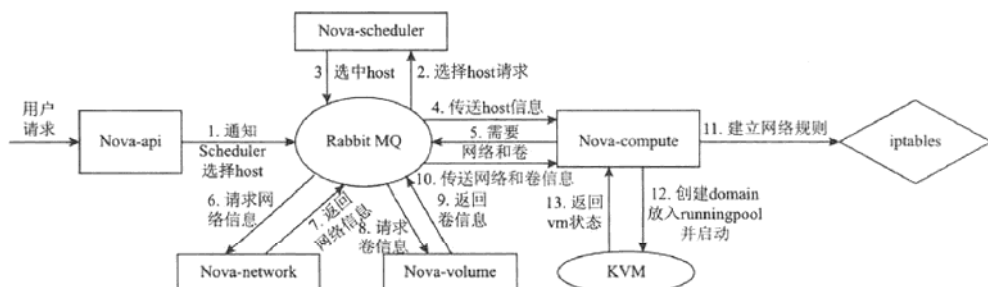 Nova-scheduler
3 选中host
2. 选择host请求
用户
请求
Nova-api
1. 通知
Scheduler
选择host
Rabbit MQ
4. 传送host信息
5. 需要
网络和卷
10. 传送网络和卷信息
Nova-compute
11. 建立网络规则
iptables
6. 请求网
络信息
7. 返回
网络信息
8. 请求
卷信息
9. 返回
卷信息
13. 返回
vm状态
12. 创建domain
放入runningpool
并启动
Nova-network
Nova-volume
KVM